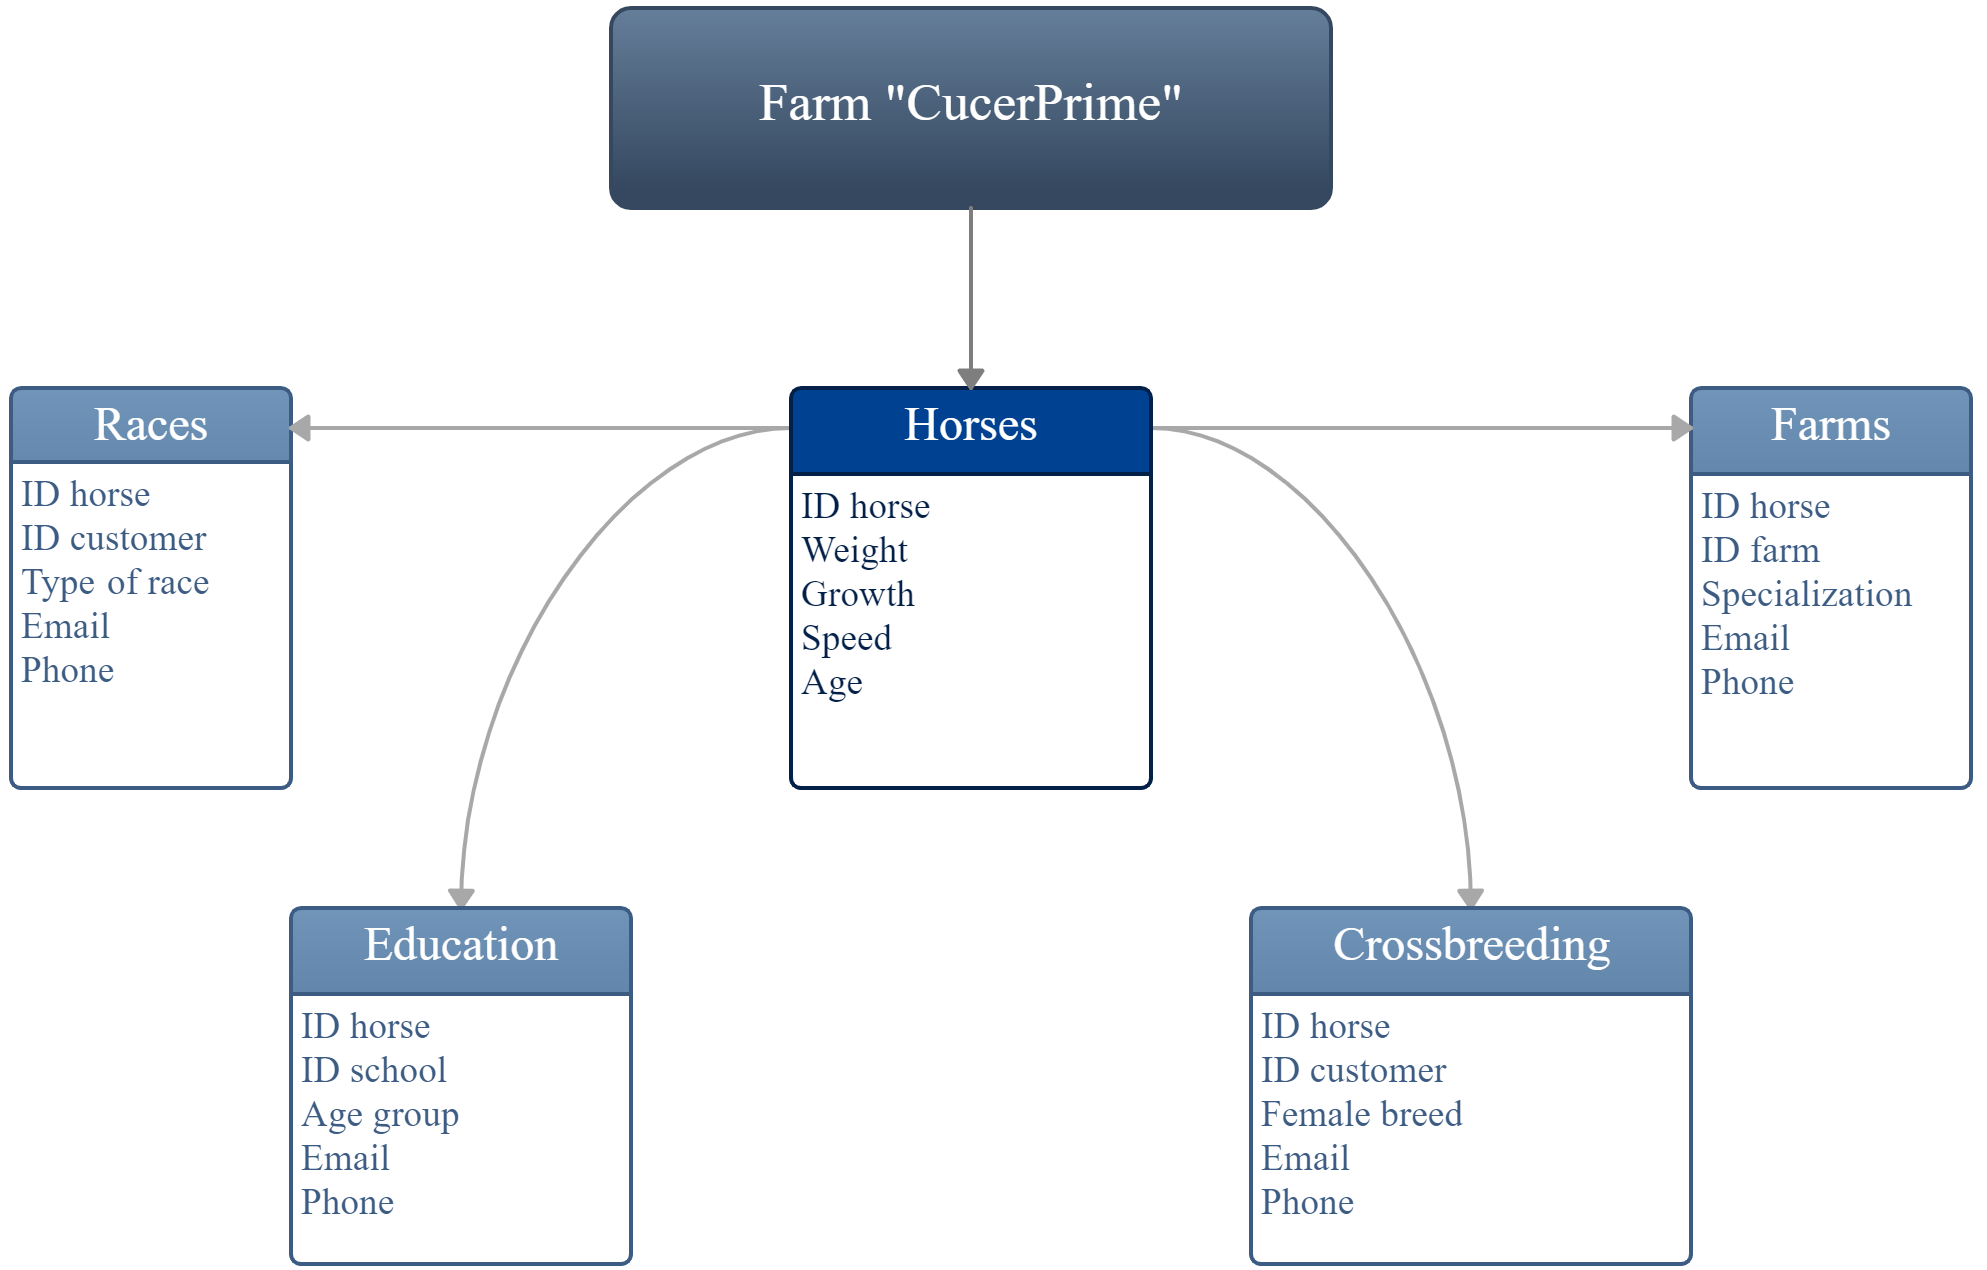 Farm "CucerPrime"
Races
ID horse
ID customer
Type of race
Email
Phone
Horses
ID horse
Weight
Growth
Speed
Age
Farms
ID horse
ID farm
Specialization
Email
Phone
Education
ID horse
ID school
Age group
Email
Phone
Crossbreeding
ID horse
ID customer
Female breed
Email
Phone